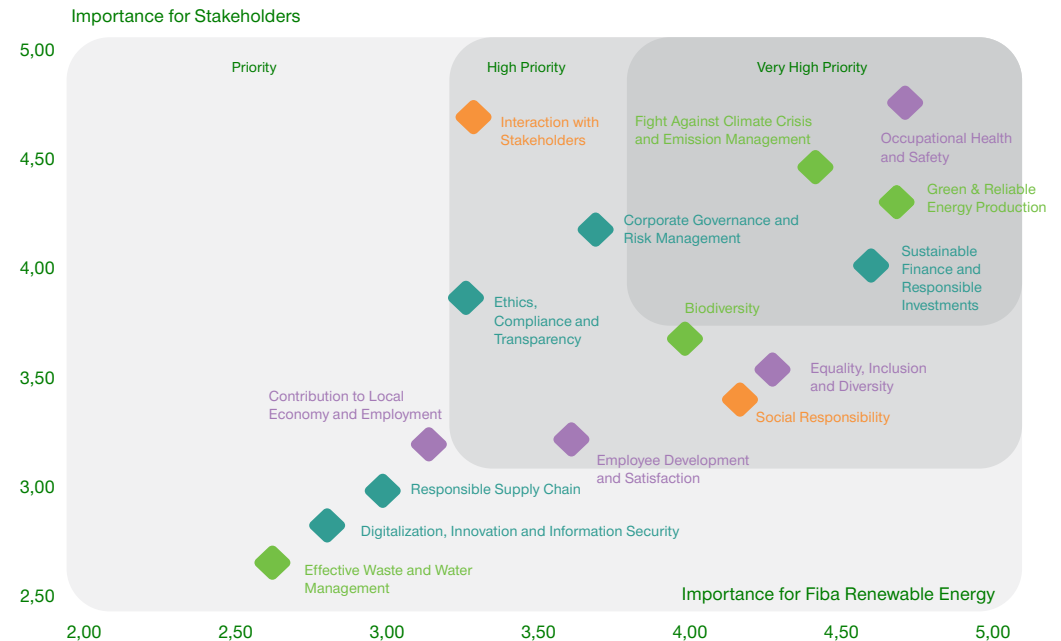 Importance for Stakeholders
5,00
Priority
High Priority
Very High Priority
Interaction with
Stakeholders
Fight Against Climate Crisis
and Emission Management
Occupational Health
and Safety
4,50
Green & Reliable
Energy Production
Corporate Governance and
Risk Management
4,00
Sustainable
Finance and
Responsible
Investments
Ethics,
Compliance and
Transparency
Biodiversity
3,50
Equality, Inclusion
and Diversity
Contribution to Local
Economy and Employment
Social Responsibility
Employee Development
and Satisfaction
3,00
Responsible Supply Chain
Digitalization, Innovation and Information Security
Effective Waste and Water
Management
2,50
Importance for Fiba Renewable Energy
2,00
2,50
3,00
3,50
4,00
4,50
5,00